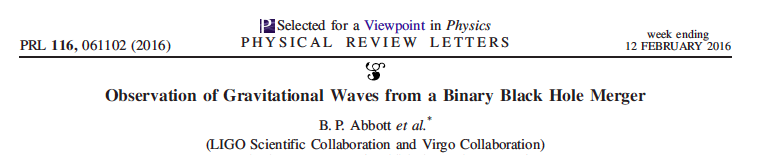 Selected for a Viewpoint in Physics
PRL 116, 061102 (2016)
PHYSICAL REVIEW LETTERS
week ending
12 FEBRUARY 2016
Observation of Gravitational Waves from a Binary Black Hole Merger
B. P. Abbott et al.*
(LIGO Scientific Collaboration and Virgo Collaboration)